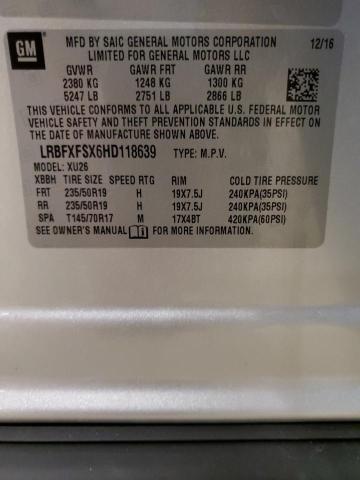 GM
MFD BY SAIC GENERAL MOTORS CORPORATION 12/16
LIMITED FOR GENERAL MOTORS LLC
GVWR GAWR FRT GAWR RR
2380 KG 1248 KG 1300 KG
5247 LB 2751 LB 2866 LB
THIS VEHICLE CONFORMS TO ALL APPLICABLE U.S. FEDERAL MOTOR
VEHICLE SAFETY AND THEFT PREVENTION STANDARDS IN EFFECT ON
THE DATE OF MANUFACTURE SHOWN ABOVE.
LRBFXFSX6HD118639 TYPE: M.P.V.
MODEL: XU26
XBBH TIRE SIZE SPEED RTG RIM COLD TIRE PRESSURE
FRT 235/50R19 H 19X7.5J 240KPA(35PSI)
RR 235/50R19 H 19X7.5J 240KPA(35PSI)
SPA T145/70R17 M 17X4BT 420KPA(60PSI)
SEE OWNER'S MANUAL FOR MORE INFORMATION